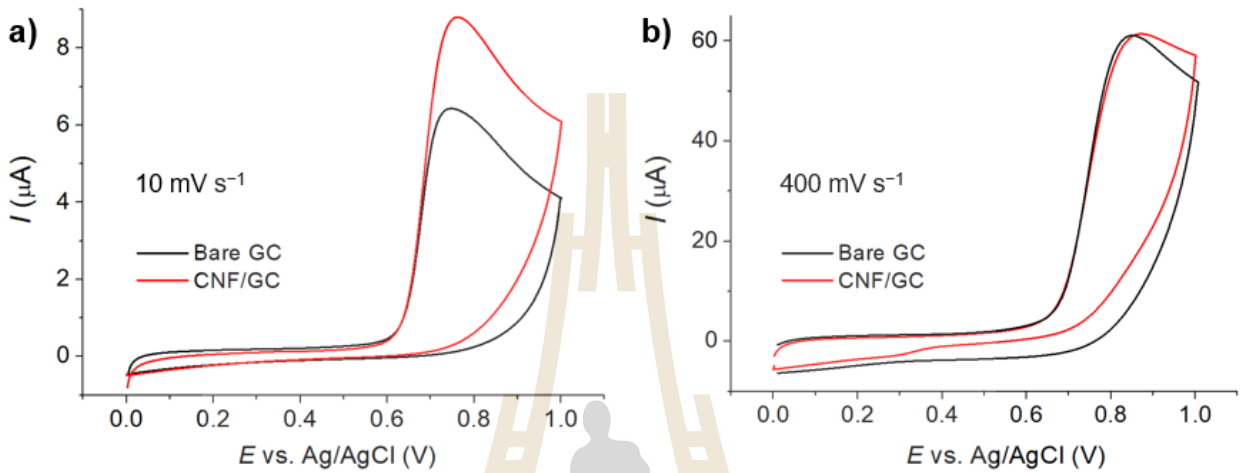 a)
I (μA)
8
6
4
2
0
10 mV s⁻¹
Bare GC
CNF/GC
0.0 0.2 0.4 0.6 0.8 1.0
E vs. Ag/AgCl (V)
b)
I (μA)
60
40
20
0
400 mV s⁻¹
Bare GC
CNF/GC
0.0 0.2 0.4 0.6 0.8 1.0
E vs. Ag/AgCl (V)